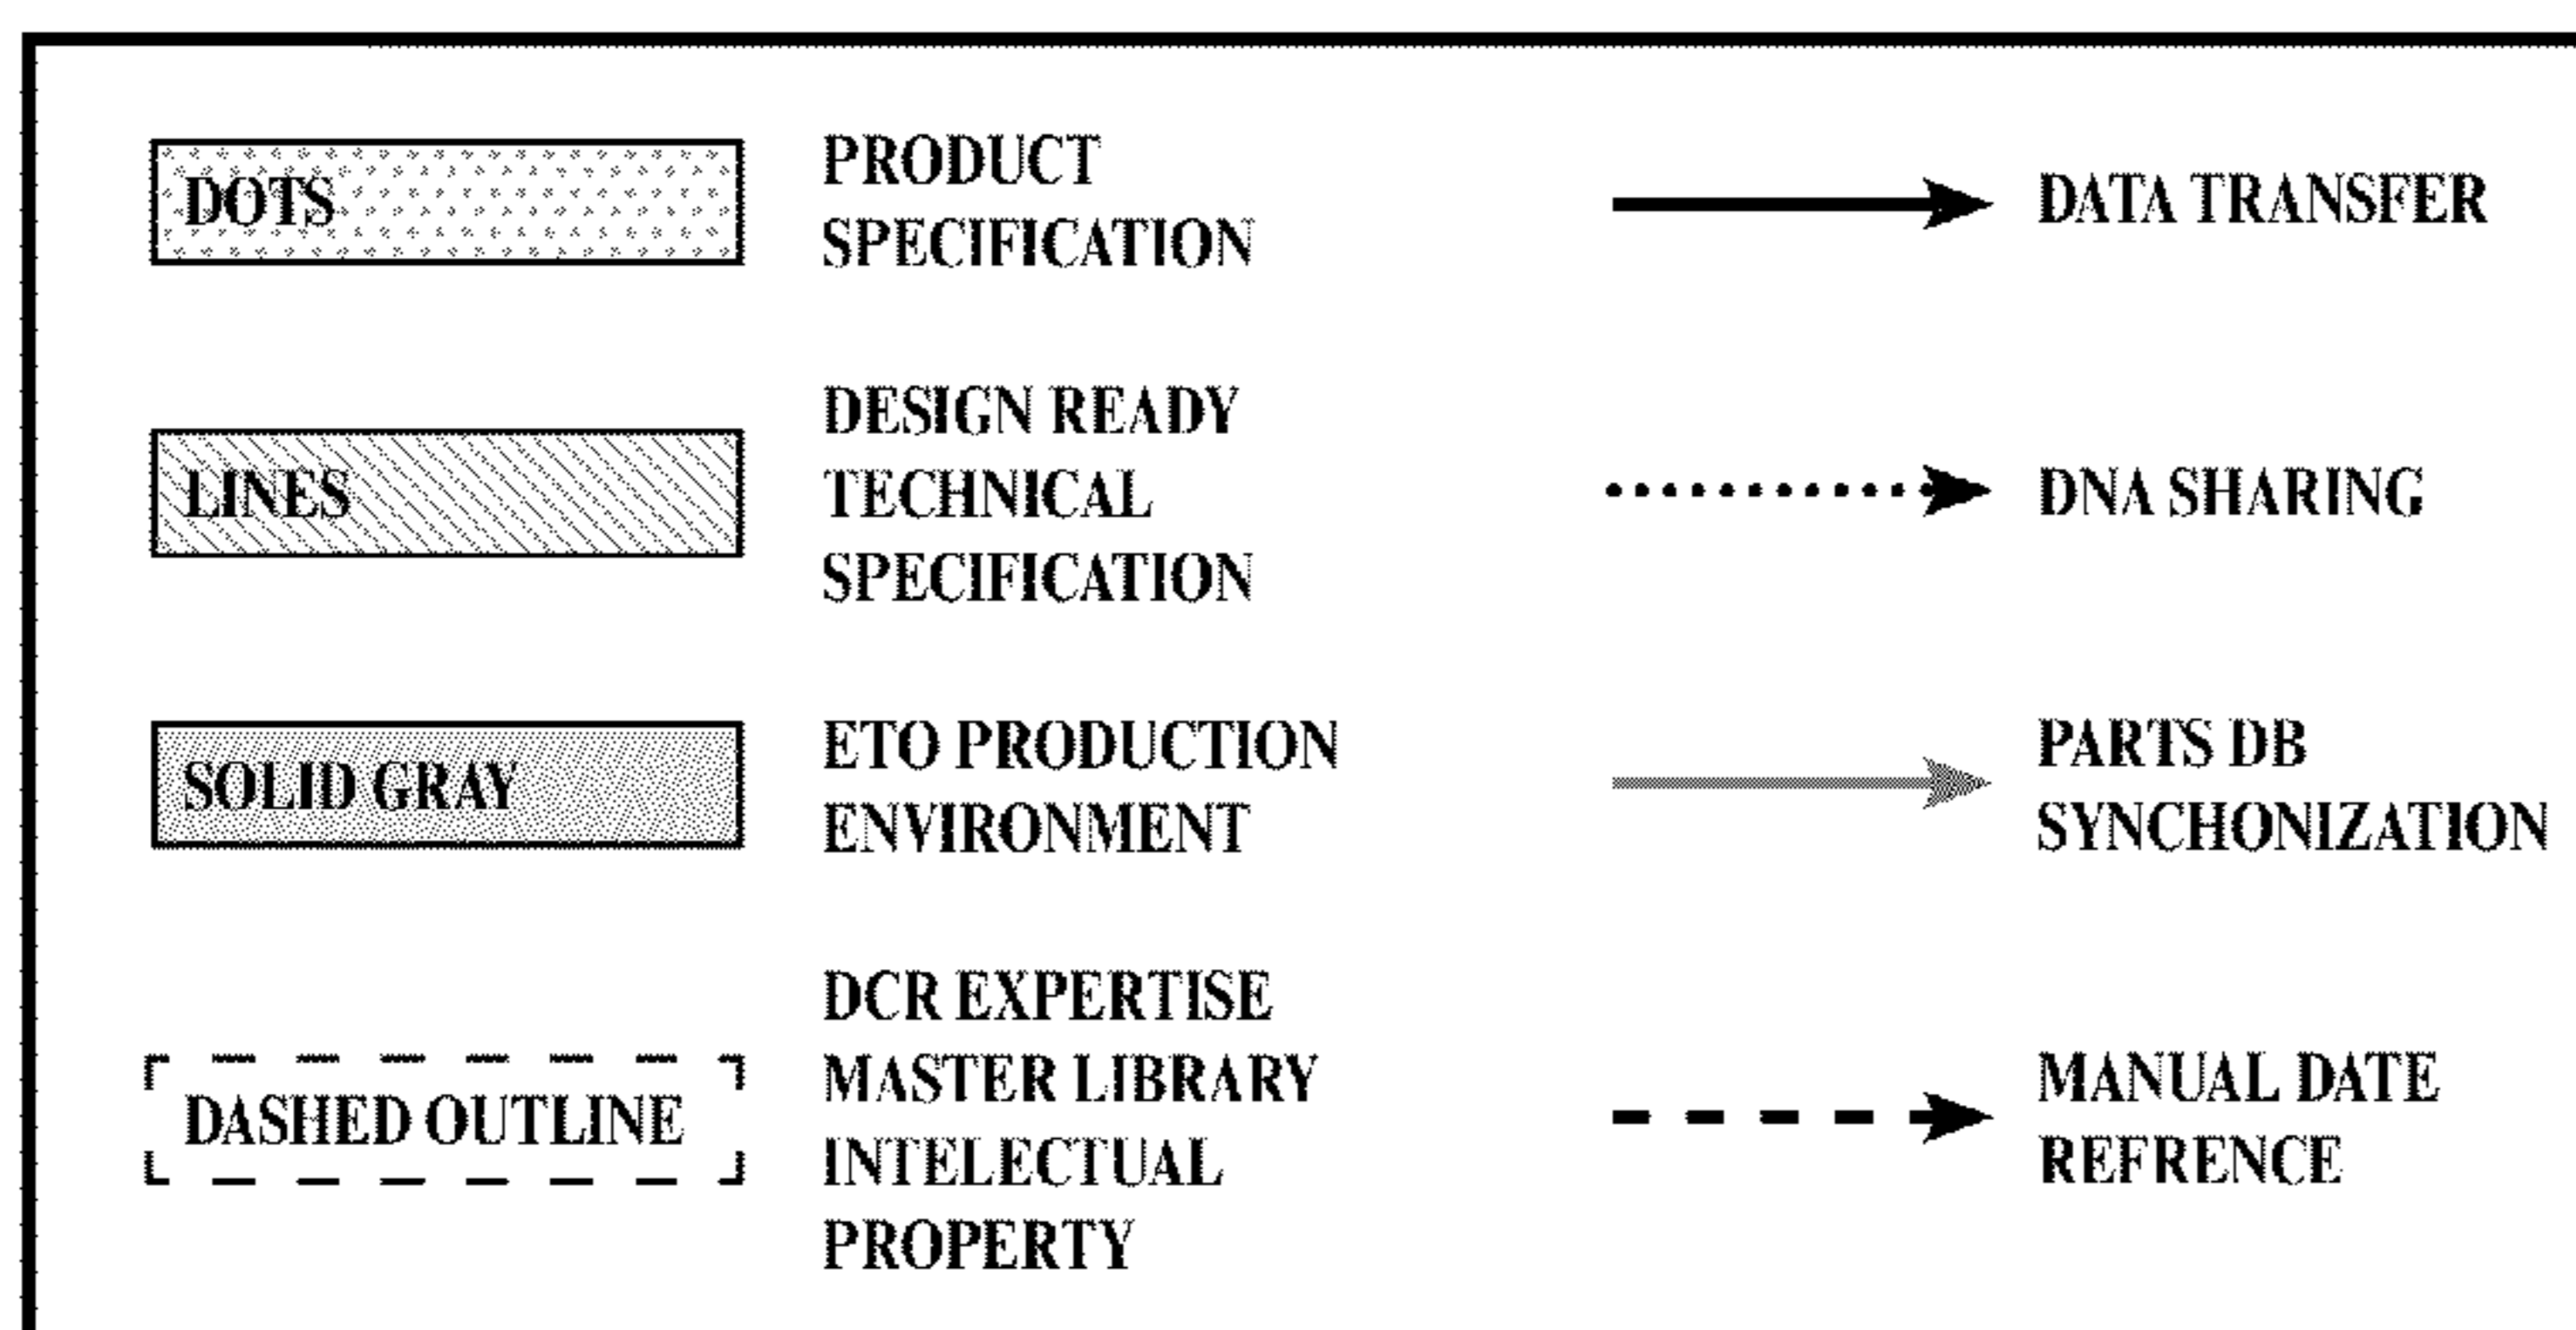 DOTS
PRODUCT
SPECIFICATION
DATA TRANSFER
LINES
DESIGN READY
TECHNICAL
SPECIFICATION
DNA SHARING
SOLID GRAY
ETO PRODUCTION
ENVIRONMENT
PARTS DB
SYNCHONIZATION
DASHED OUTLINE
DCR EXPERTISE
MASTER LIBRARY
INTELECTUAL
PROPERTY
MANUAL DATE
REFRENCE